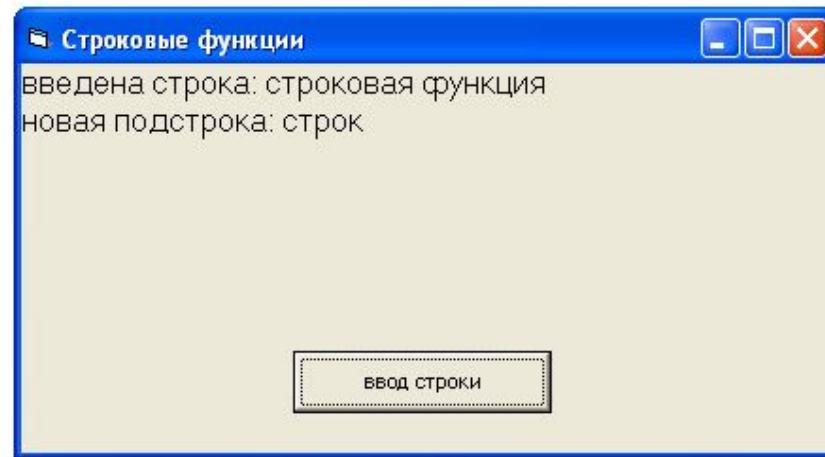 Строковые функции
введена строка: строковая функция
новая подстрока: строк
ввод строки